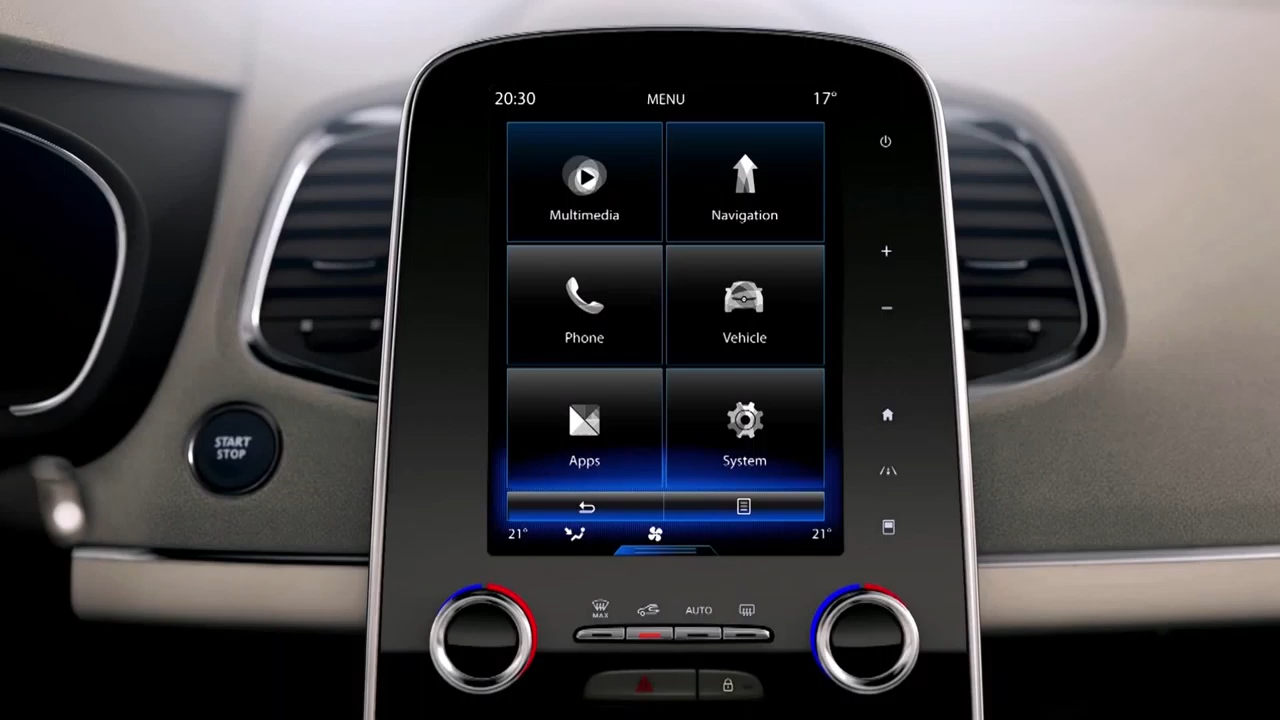 20:30 MENU 17°
Multimedia Navigation
Phone Vehicle
START
STOP
Apps System
21° 21°
MAX AUTO